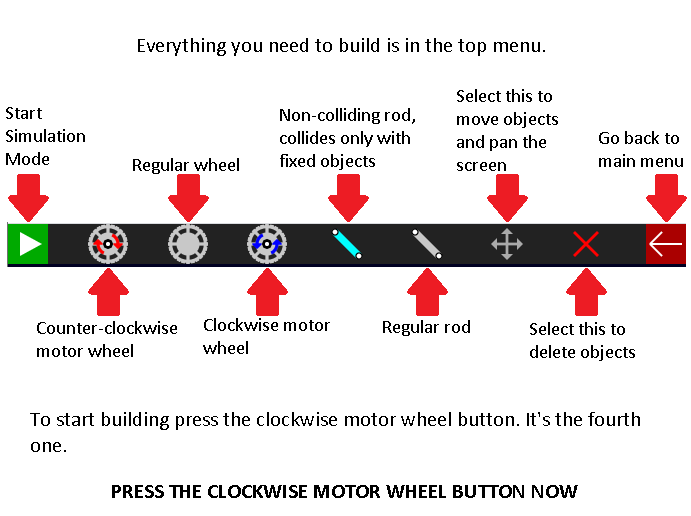 Everything you need to build is in the top menu.
Start
Simulation
Mode
Regular wheel
Non-colliding rod,
collides only with
fixed objects
Select this to
move objects
and pan the
screen
Go back to
main menu
Counter-clockwise
motor wheel
Clockwise motor
wheel
Regular rod
Select this to
delete objects
To start building press the clockwise motor wheel button. It's the fourth
one.
PRESS THE CLOCKWISE MOTOR WHEEL BUTTON NOW